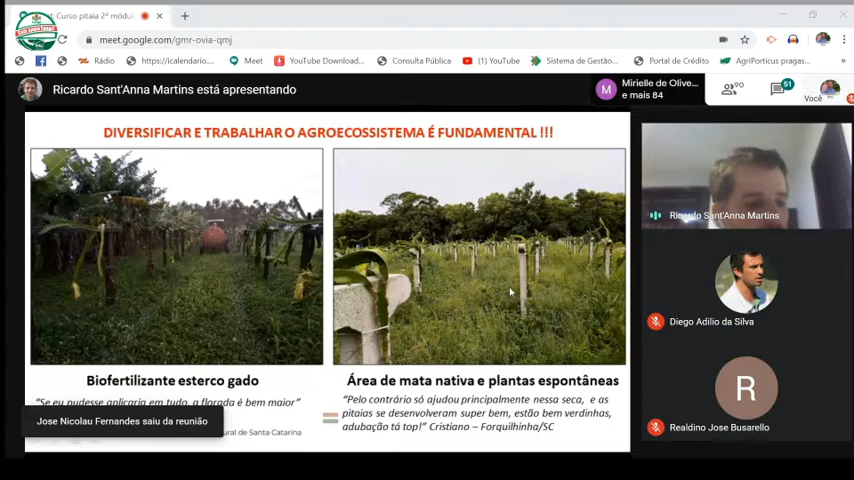 : Curso pitaia 2º módul
meet.google.com/gmr-ovia-qmj
Rádio
https://icalendario....
Meet
YouTube Download...
Consulta Pública
(1) YouTube
Sistema de Gestão...
Portal de Crédito
AgriPorticus pragas...
Ricardo Sant'Anna Martins está apresentando
M
Mirielle de Olive...
e mais 84
90
51
Você
DIVERSIFICAR E TRABALHAR O AGROECOSSISTEMA É FUNDAMENTAL !!!
Ricardo Sant'Anna Martins
Diego Adilio da Silva
R
Realdino Jose Busarello
Biofertilizante esterco gado
"Se eu pudesse aplicaria em tudo, a florada é bem maior"
Jose Nicolau Fernandes saiu da reunião
ural de Santa Catarina
Área de mata nativa e plantas espontâneas
"Pelo contrário só ajudou principalmente nessa seca, e as
pitaias se desenvolveram super bem, estão bem verdinhas,
adubação tá top!" Cristiano – Forquilhinha/SC